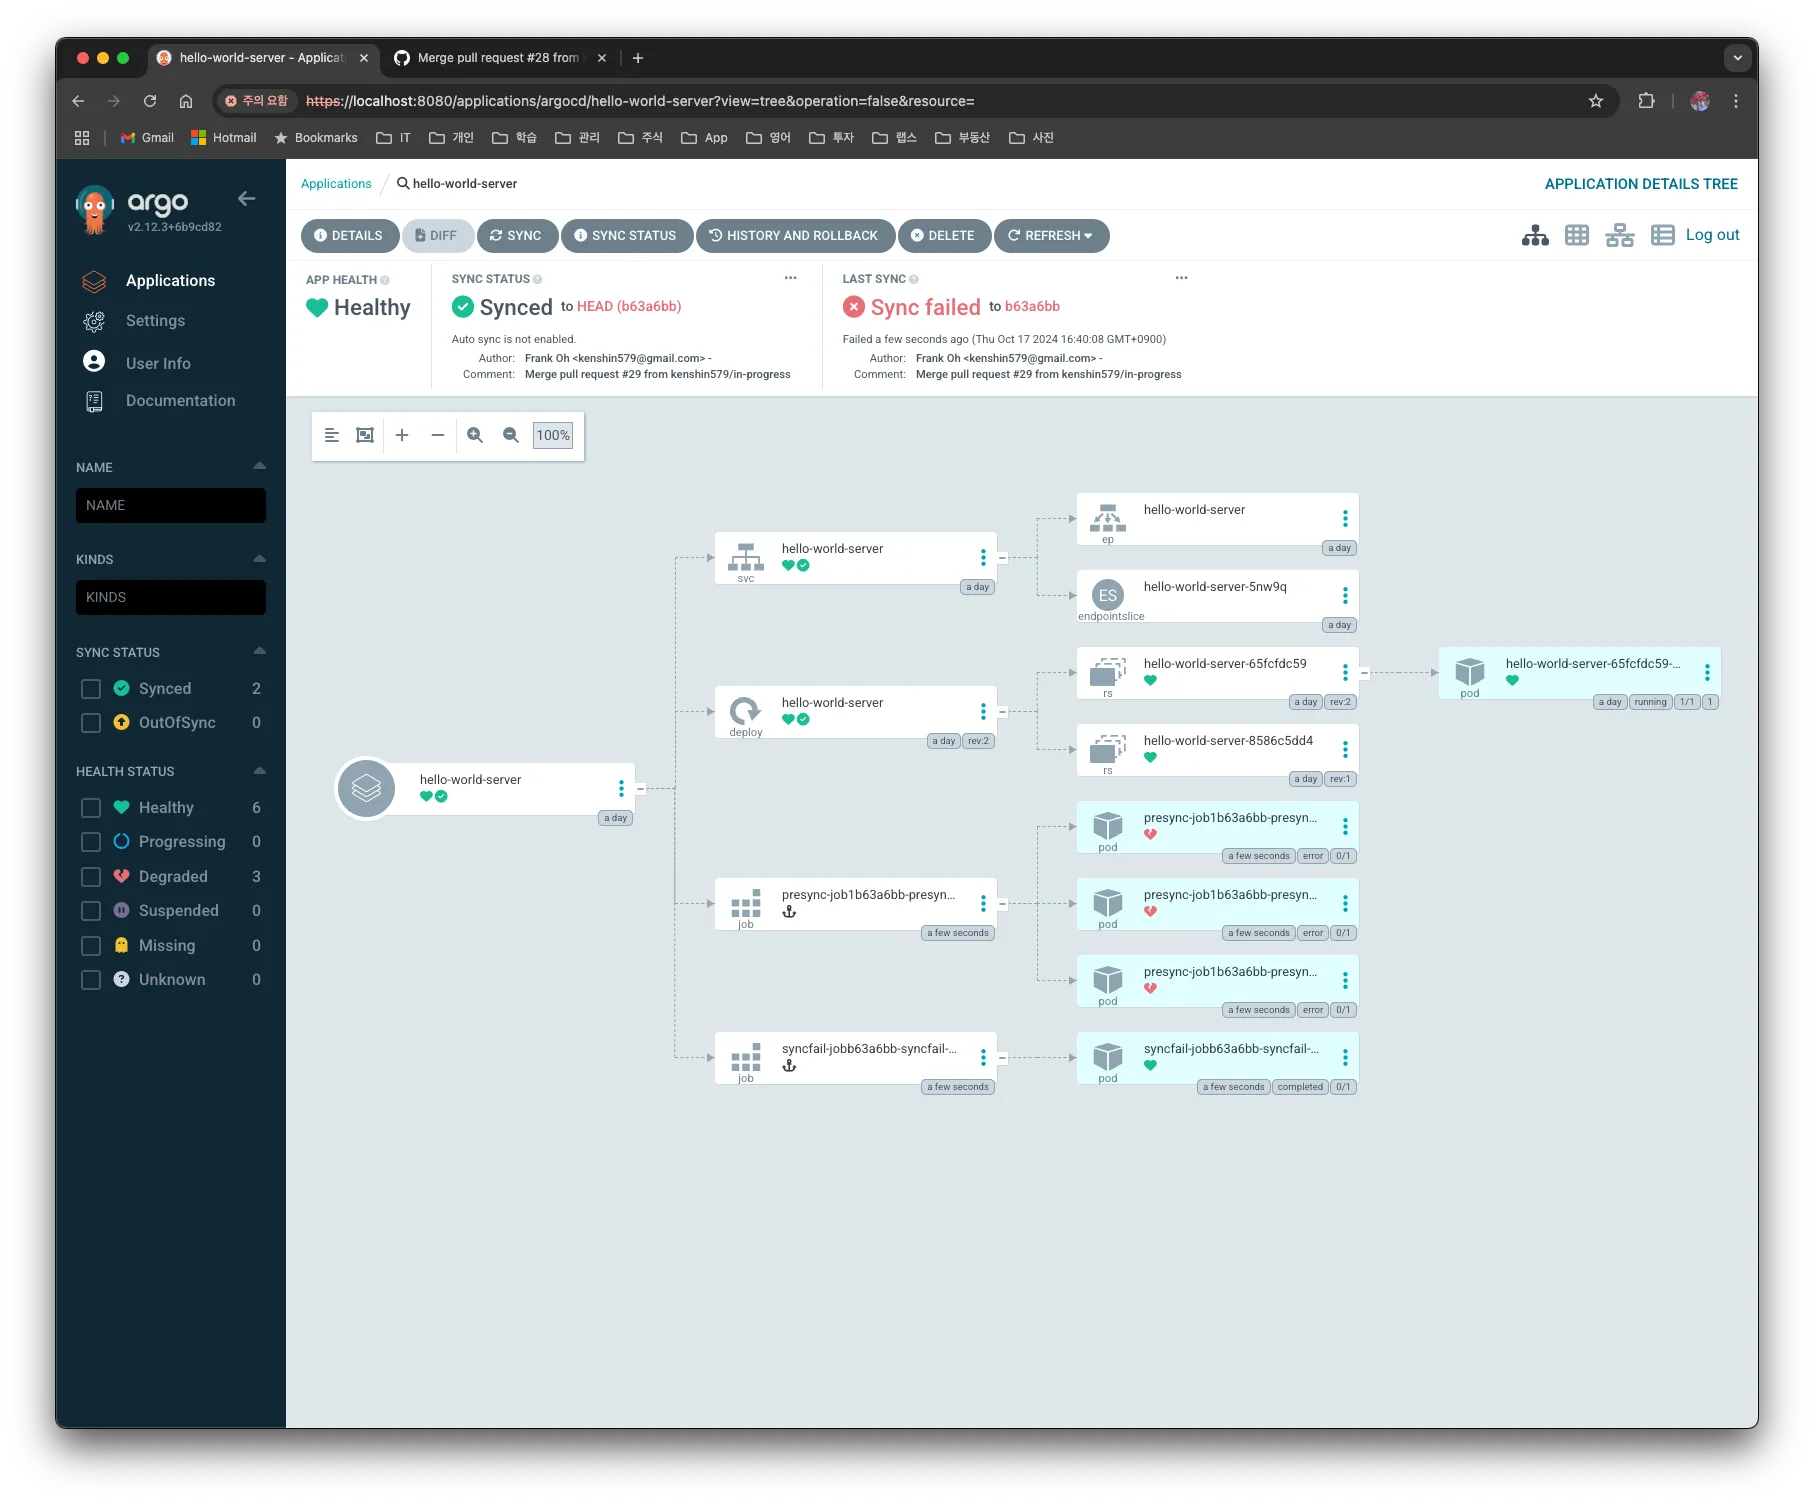 hello-world-server - Applicati
Merge pull request #28 from
주의 요함 https://localhost:8080/applications/argocd/hello-world-server?view=tree&operation=false&resource=
Gmail Hotmail Bookmarks IT 개인 학습 관리 주식 App 영어 투자 랩스 부동산 사진
argo
v2.12.3+6b9cd82
Applications
Settings
User Info
Documentation
NAME
NAME
KINDS
KINDS
SYNC STATUS
Synced 2
OutOfSync 0
HEALTH STATUS
Healthy 6
Progressing 0
Degraded 3
Suspended 0
Missing 0
Unknown 0
Applications / hello-world-server
APPLICATION DETAILS TREE
DETAILS DIFF SYNC SYNC STATUS HISTORY AND ROLLBACK DELETE REFRESH
Log out
APP HEALTH
Healthy
SYNC STATUS
Synced to HEAD (b63a6bb)
Auto sync is not enabled.
Author: Frank Oh <kenshin579@gmail.com> -
Comment: Merge pull request #29 from kenshin579/in-progress
LAST SYNC
Sync failed to b63a6bb
Failed a few seconds ago (Thu Oct 17 2024 16:40:08 GMT+0900)
Author: Frank Oh <kenshin579@gmail.com> -
Comment: Merge pull request #29 from kenshin579/in-progress
100%
hello-world-server
a day
hello-world-server
svc
a day
hello-world-server
deploy
a day rev:2
presync-job1b63a6bb-presyn...
job
a few seconds
syncfail-jobb63a6bb-syncfail-...
job
a few seconds
hello-world-server
ep
a day
ES
hello-world-server-5nw9q
endpointslice
a day
hello-world-server-65fcfdc59
rs
a day rev:2
hello-world-server-8586c5dd4
rs
a day rev:1
presync-job1b63a6bb-presyn...
pod
a few seconds error 0/1
presync-job1b63a6bb-presyn...
pod
a few seconds error 0/1
presync-job1b63a6bb-presyn...
pod
a few seconds error 0/1
syncfail-jobb63a6bb-syncfail-...
pod
a few seconds completed 0/1
hello-world-server-65fcfdc59-...
pod
a day running 1/1 1